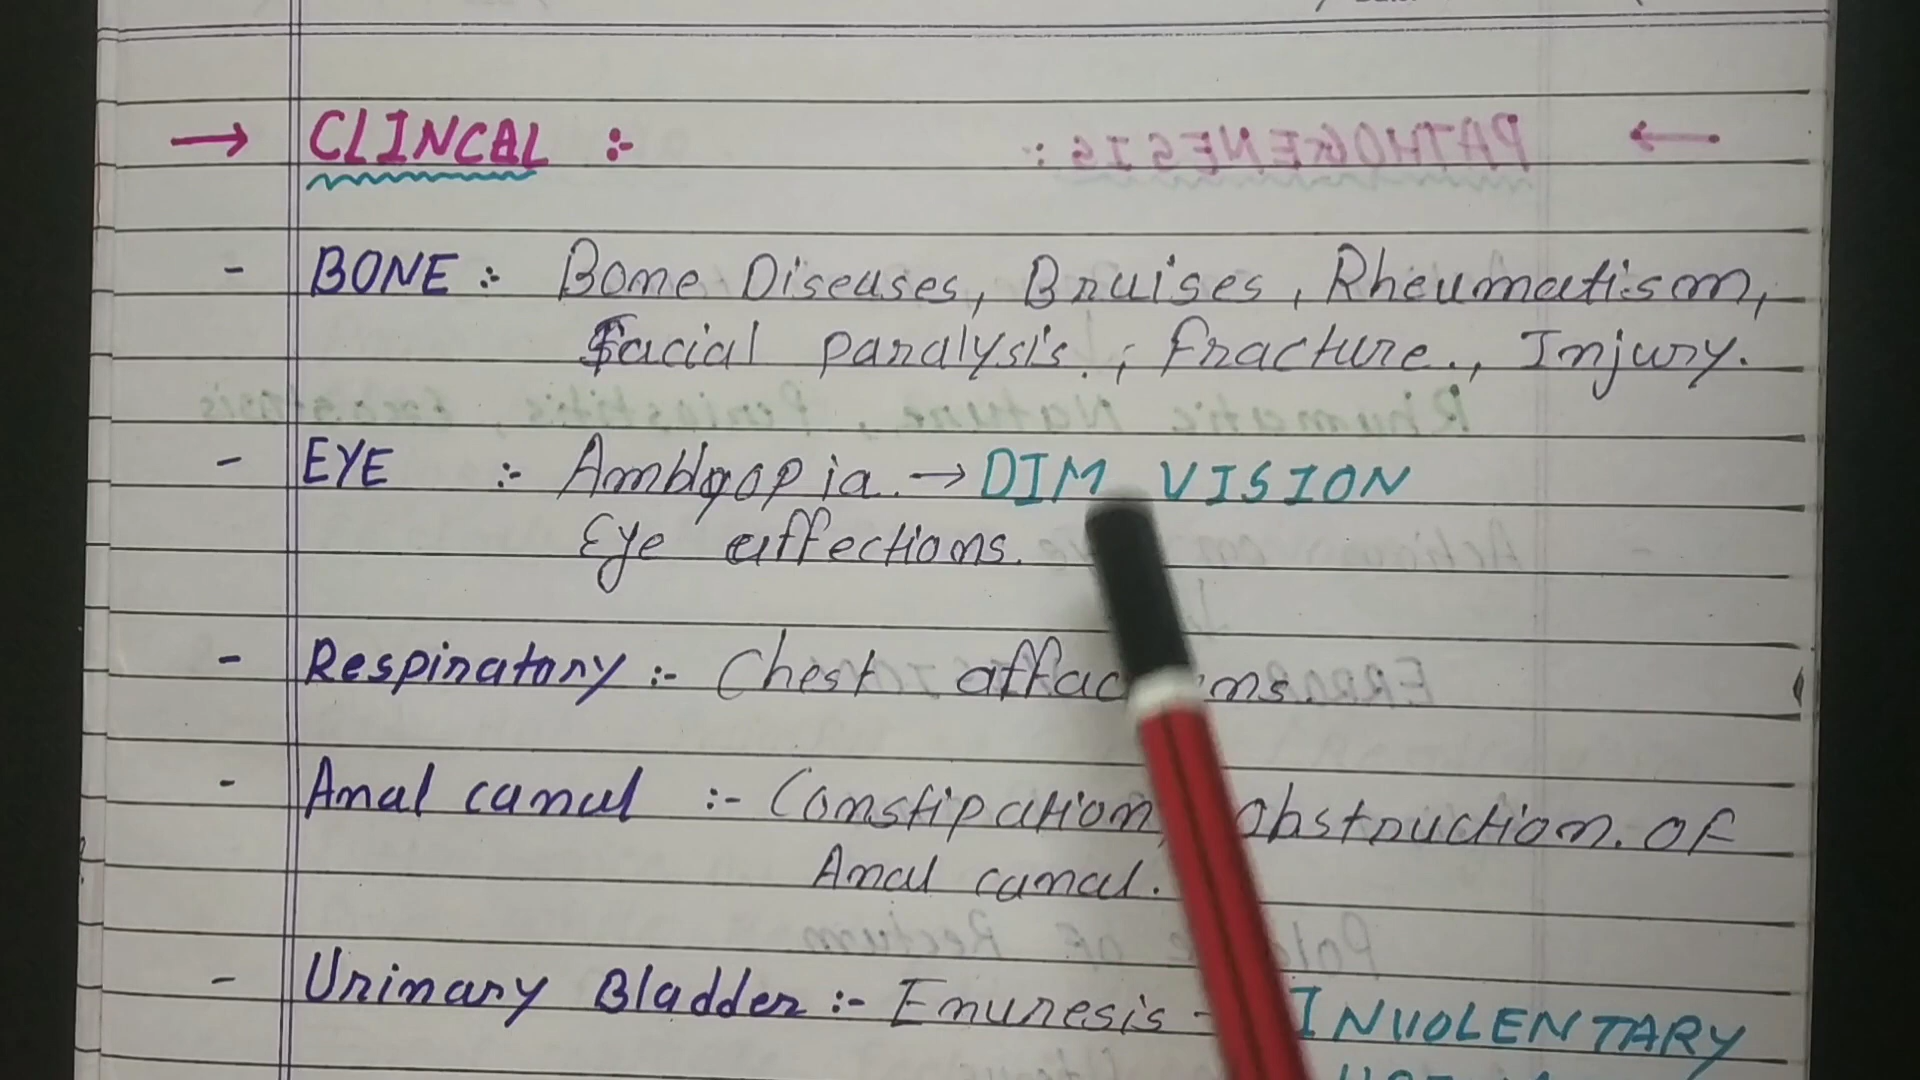 → CLINCAL :-
- BONE :- Bone Diseases, Bruises, Rheumatism,
Facial paralysis, Fracture, Injury.
- EYE :- Amblyopia → DIM VISION
Eye affections.
- Respiratory :- Chest
- Anal canal :- Constipation, obstruction. of
Anal canal.
- Urinary Bladder :- Enuresis - INVOLENTARY